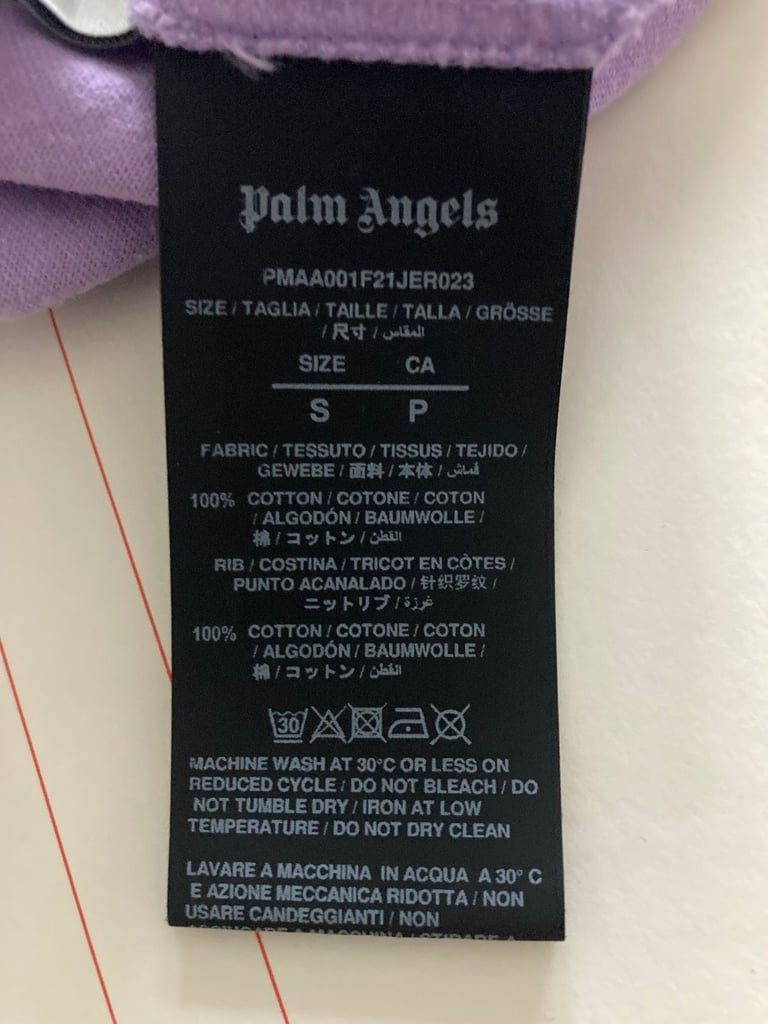 Palm Angels
PMAA001F21JER023
SIZE / TAGLIA / TAILLE / TALLA / GRÖSSE
/ 尺寸 / المقاس
SIZE CA
S P
FABRIC / TESSUTO / TISSUS / TEJIDO /
GEWEBE / 面料 / 本体 / قماش
100% COTTON / COTONE / COTON
/ ALGODÓN / BAUMWOLLE /
棉 / コットン / القطن
RIB / COSTINA / TRICOT EN CÒTES /
PUNTO ACANALADO / 针织罗纹 /
ニットリブ / غرزة
100% COTTON / COTONE / COTON
/ ALGODÓN / BAUMWOLLE /
棉 / コットン / القطن
30
MACHINE WASH AT 30°C OR LESS ON
REDUCED CYCLE / DO NOT BLEACH / DO
NOT TUMBLE DRY / IRON AT LOW
TEMPERATURE / DO NOT DRY CLEAN
LAVARE A MACCHINA IN ACQUA A 30° C
E AZIONE MECCANICA RIDOTTA / NON
USARE CANDEGGIANTI / NON
ASCIUGARE A MACCHINA / STIRARE A